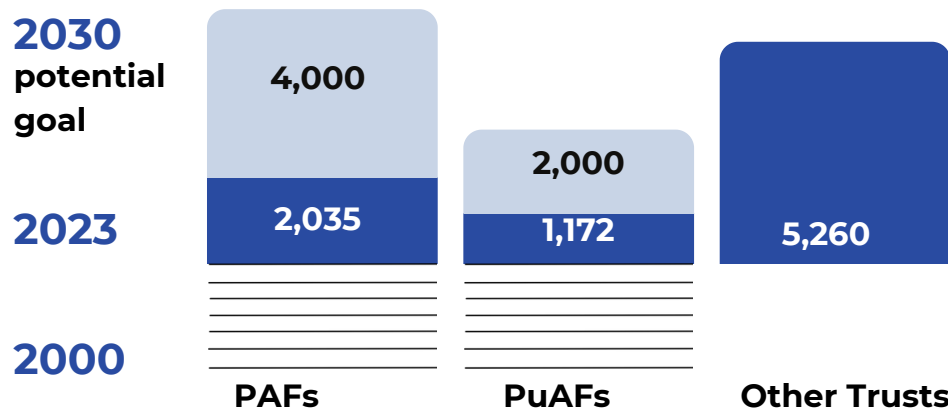 2030
potential
goal
4,000
2,000
2023
2,035
1,172
5,260
2000
PAFs
PuAFs
Other Trusts